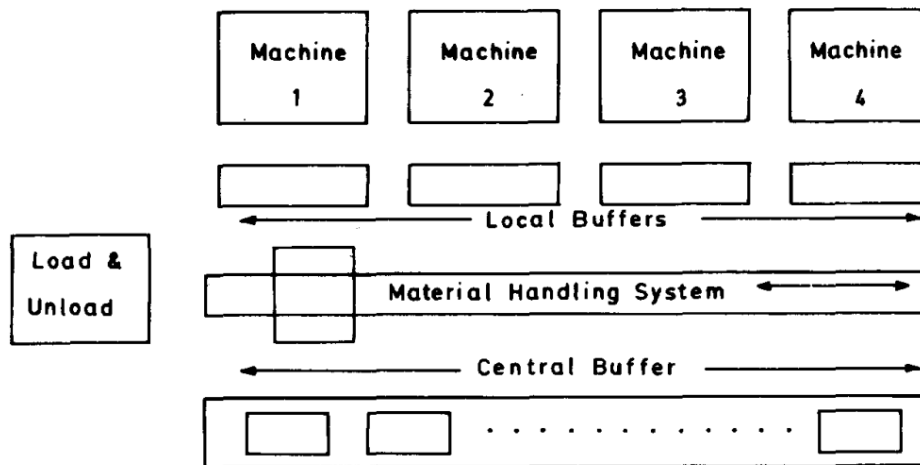 Machine
1
Machine
2
Machine
3
Machine
4
Local Buffers
Load &
Unload
Material Handling System
Central Buffer